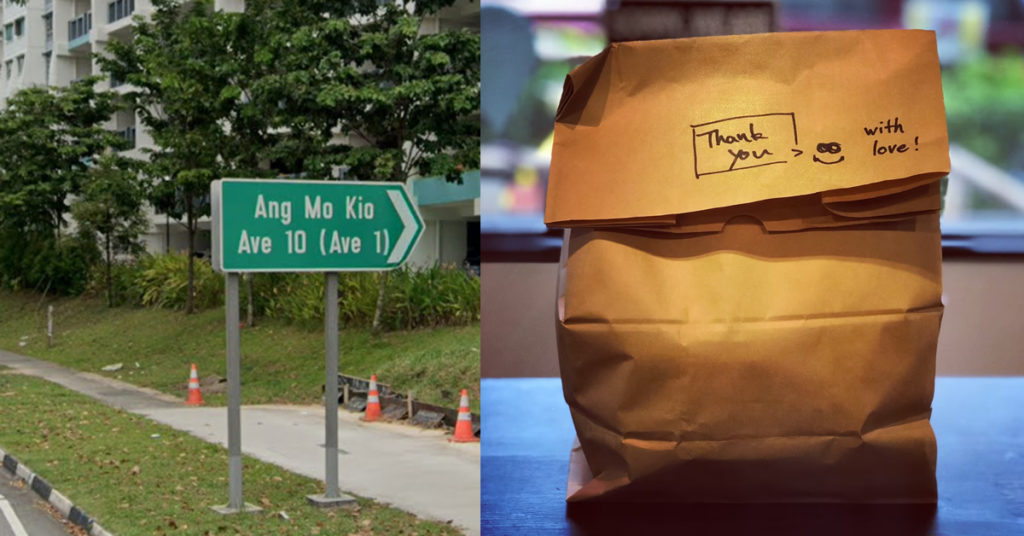 Ang Mo Kio
Ave 10 (Ave 1)
Thank
you
with
love!